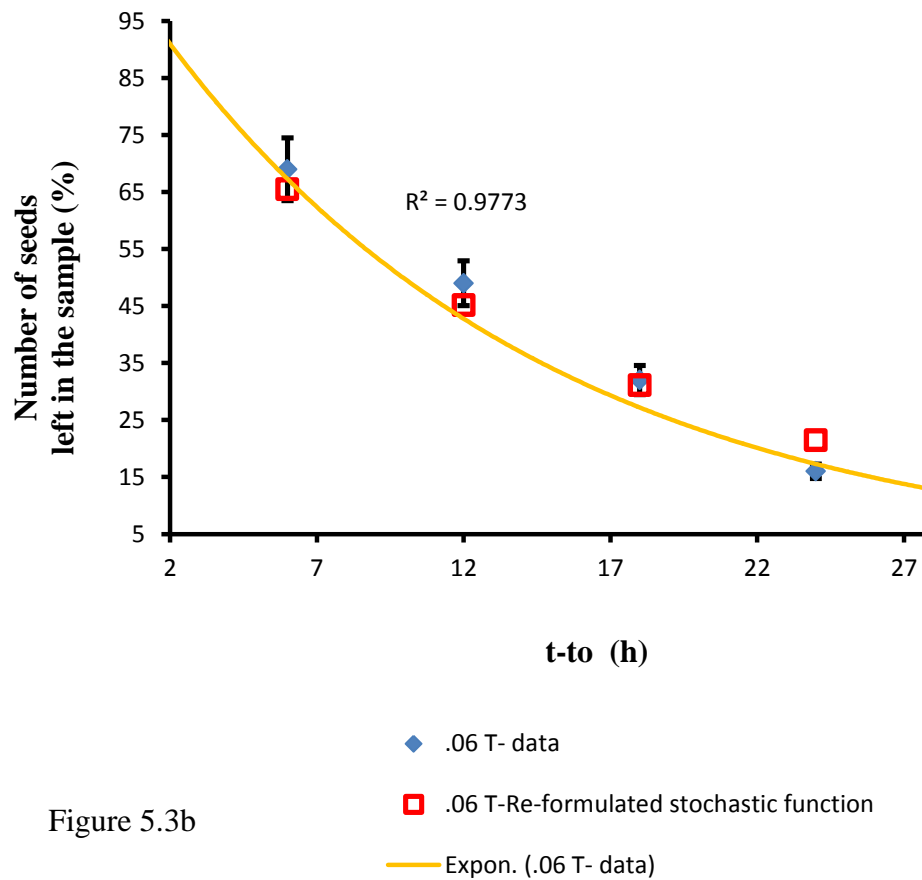 95
85
75
65
55
45
35
25
15
5
Number of seeds
left in the sample (%)
R² = 0.9773
2 7 12 17 22 27
t-to (h)
.06 T- data
.06 T-Re-formulated stochastic function
Expon. (.06 T- data)
Figure 5.3b